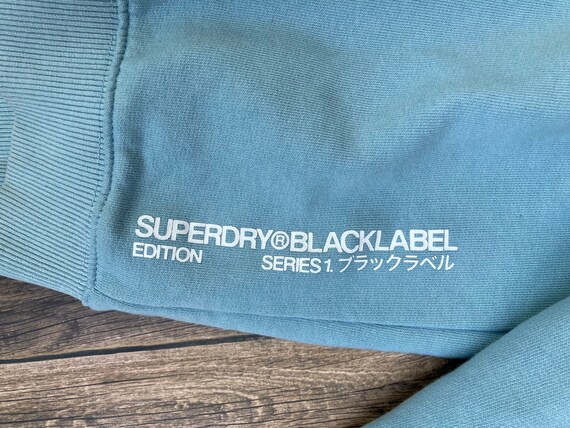 SUPERDRY®BLACKLABEL
EDITION SERIES 1. ブラックラベル